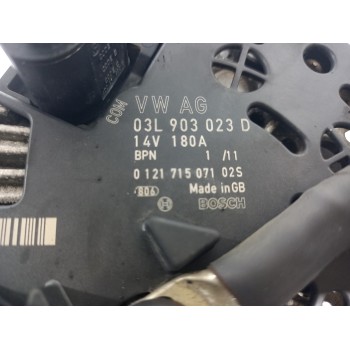 COM
VW AG
03L 903 023 D
14V 180A
BPN 1 /11
0 121 715 071 02S
806 Made in GB
BOSCH